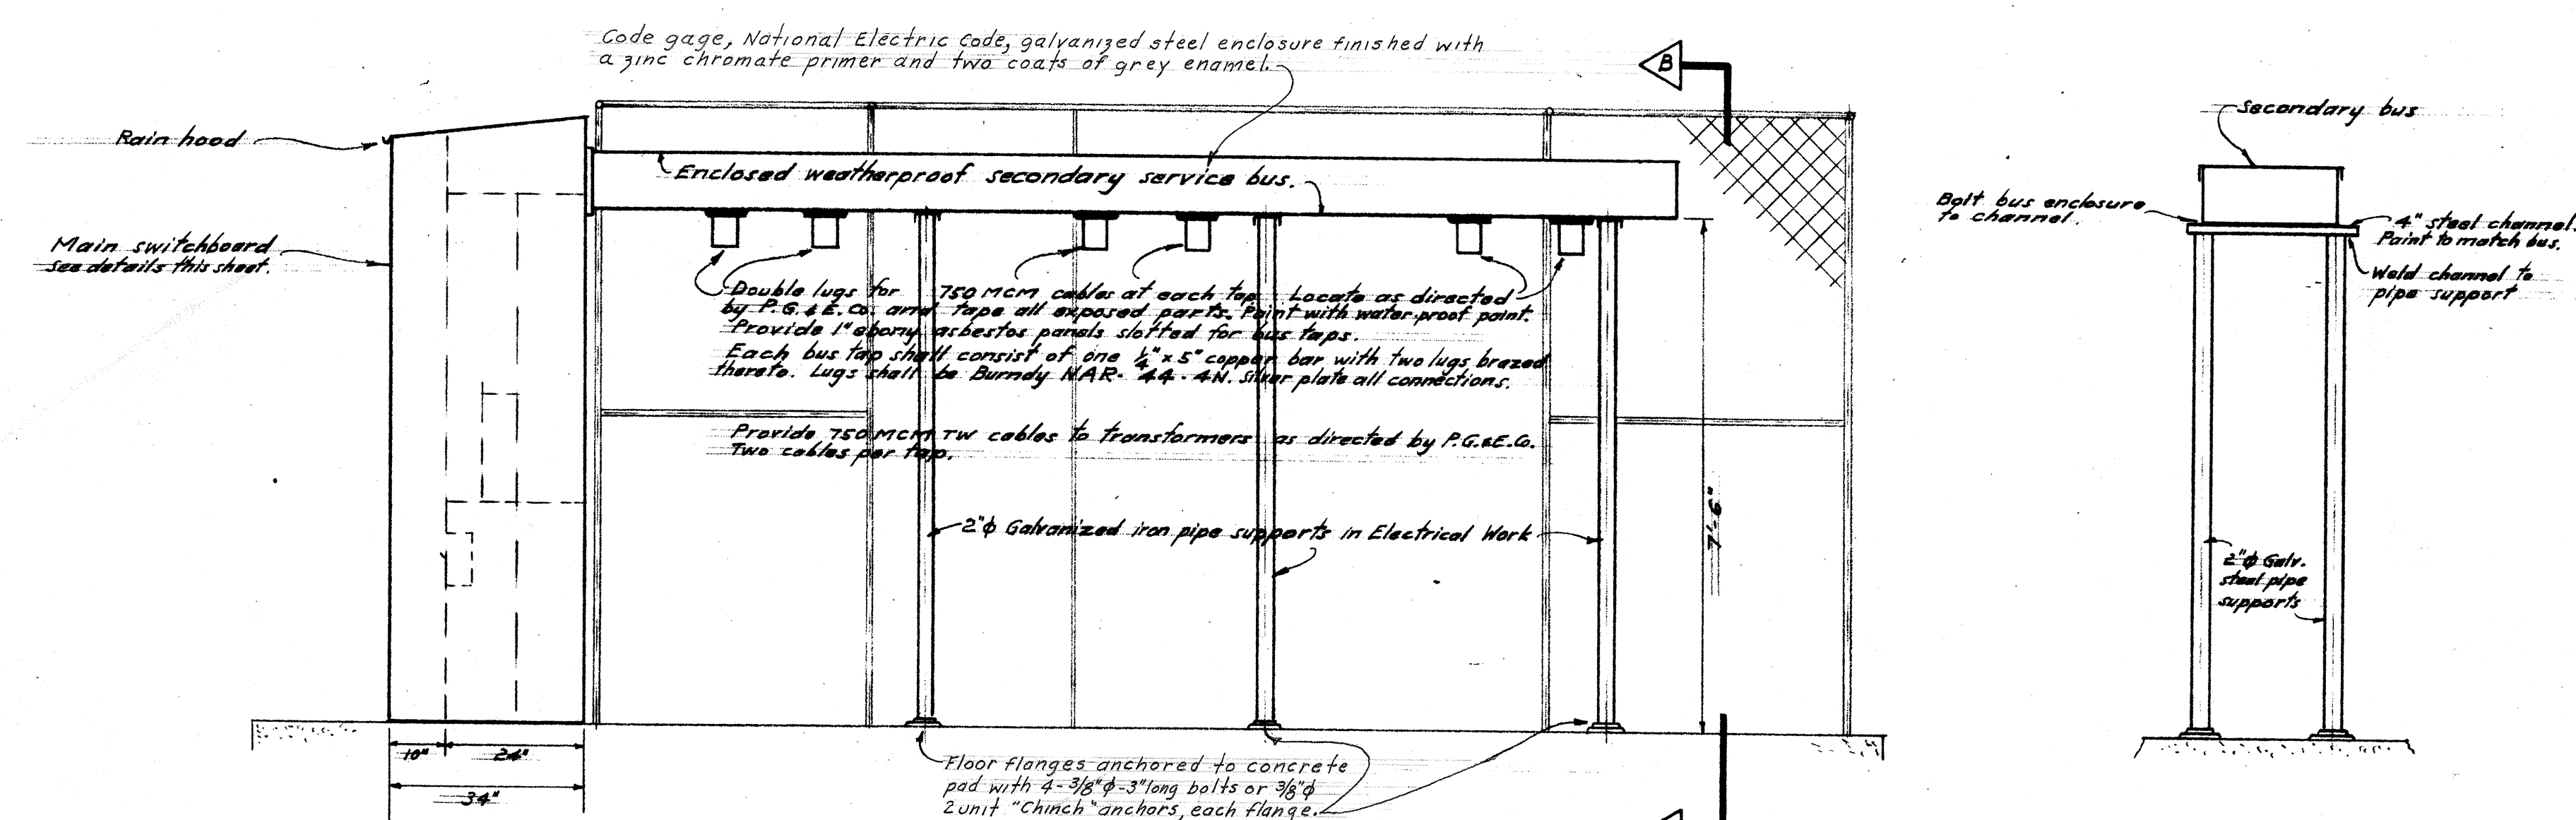 Code gage, National Electric Code, galvanized steel enclosure finished with
a zinc chromate primer and two coats of grey enamel.
B
Rain hood
Enclosed weatherproof secondary service bus.
Main switchboard
see details this sheet.
Double lugs for 750 MCM cables at each tap. Locate as directed
by P.G.&E.Co. and tape all exposed parts. Paint with water-proof paint.
Provide 1" ebony asbestos panels slotted for bus taps.
Each bus tap shall consist of one 1/4" x 5" copper bar with two lugs brazed
thereto. Lugs shall be Burndy NAR- 44 - 4N. Silver plate all connections.
Provide 750 MCM TW cables to transformers as directed by P.G.&E.Co.
Two cables per tap.
2"φ Galvanized iron pipe supports in Electrical Work
7'-6"
10"
24"
34"
Floor flanges anchored to concrete
pad with 4-3/8"φ-3"long bolts or 3/8"φ
2 unit "Chinch" anchors, each flange.
Secondary bus
Bolt bus enclosure
to channel.
4" steel channel.
Paint to match bus.
Weld channel to
pipe support
2"φ Galv.
steel pipe
supports